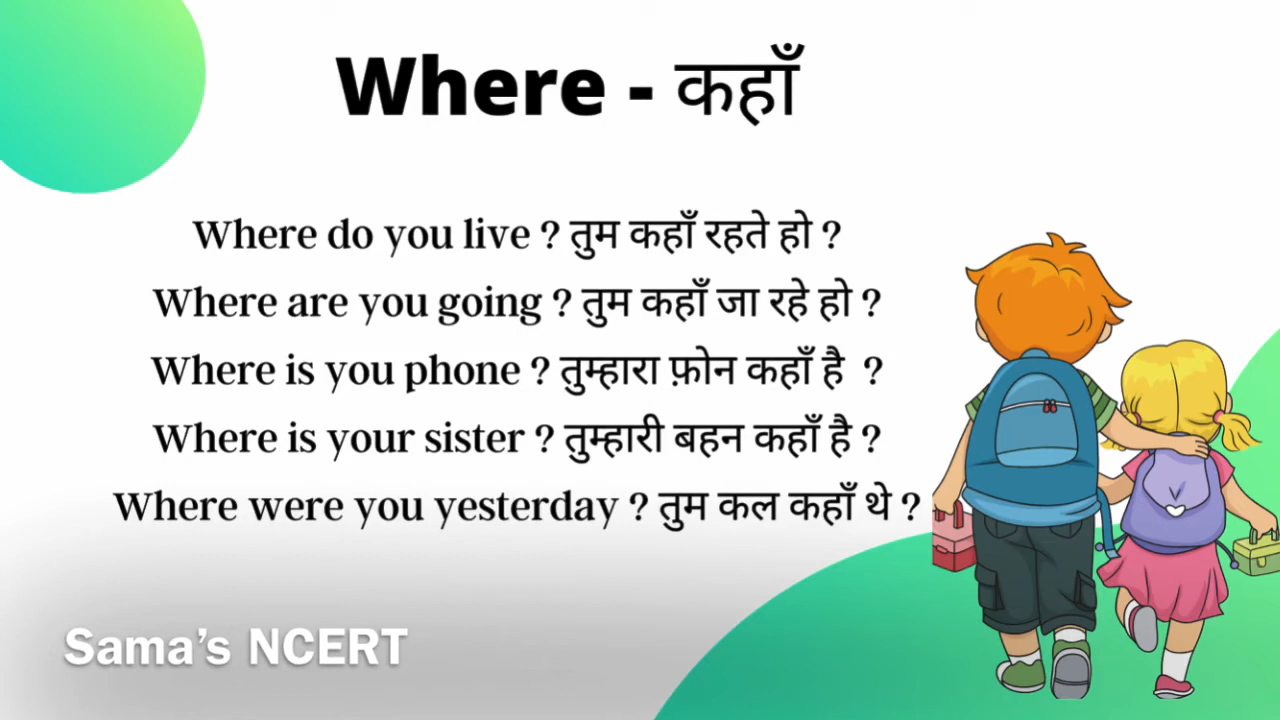 Where - कहाँ
Where do you live ? तुम कहाँ रहते हो ?
Where are you going ? तुम कहाँ जा रहे हो ?
Where is you phone ? तुम्हारा फ़ोन कहाँ है ?
Where is your sister ? तुम्हारी बहन कहाँ है ?
Where were you yesterday ? तुम कल कहाँ थे ?
Sama's NCERT